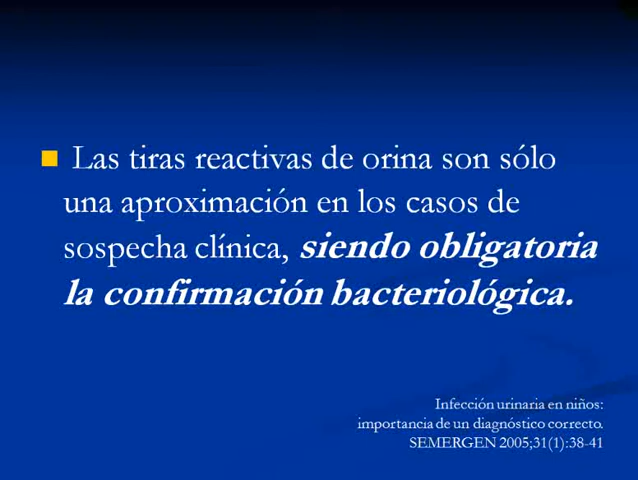 Las tiras reactivas de orina son sólo
una aproximación en los casos de
sospecha clínica, siendo obligatoria
la confirmación bacteriológica.
Infección urinaria en niños:
importancia de un diagnóstico correcto.
SEMERGEN 2005;31(1):38-41